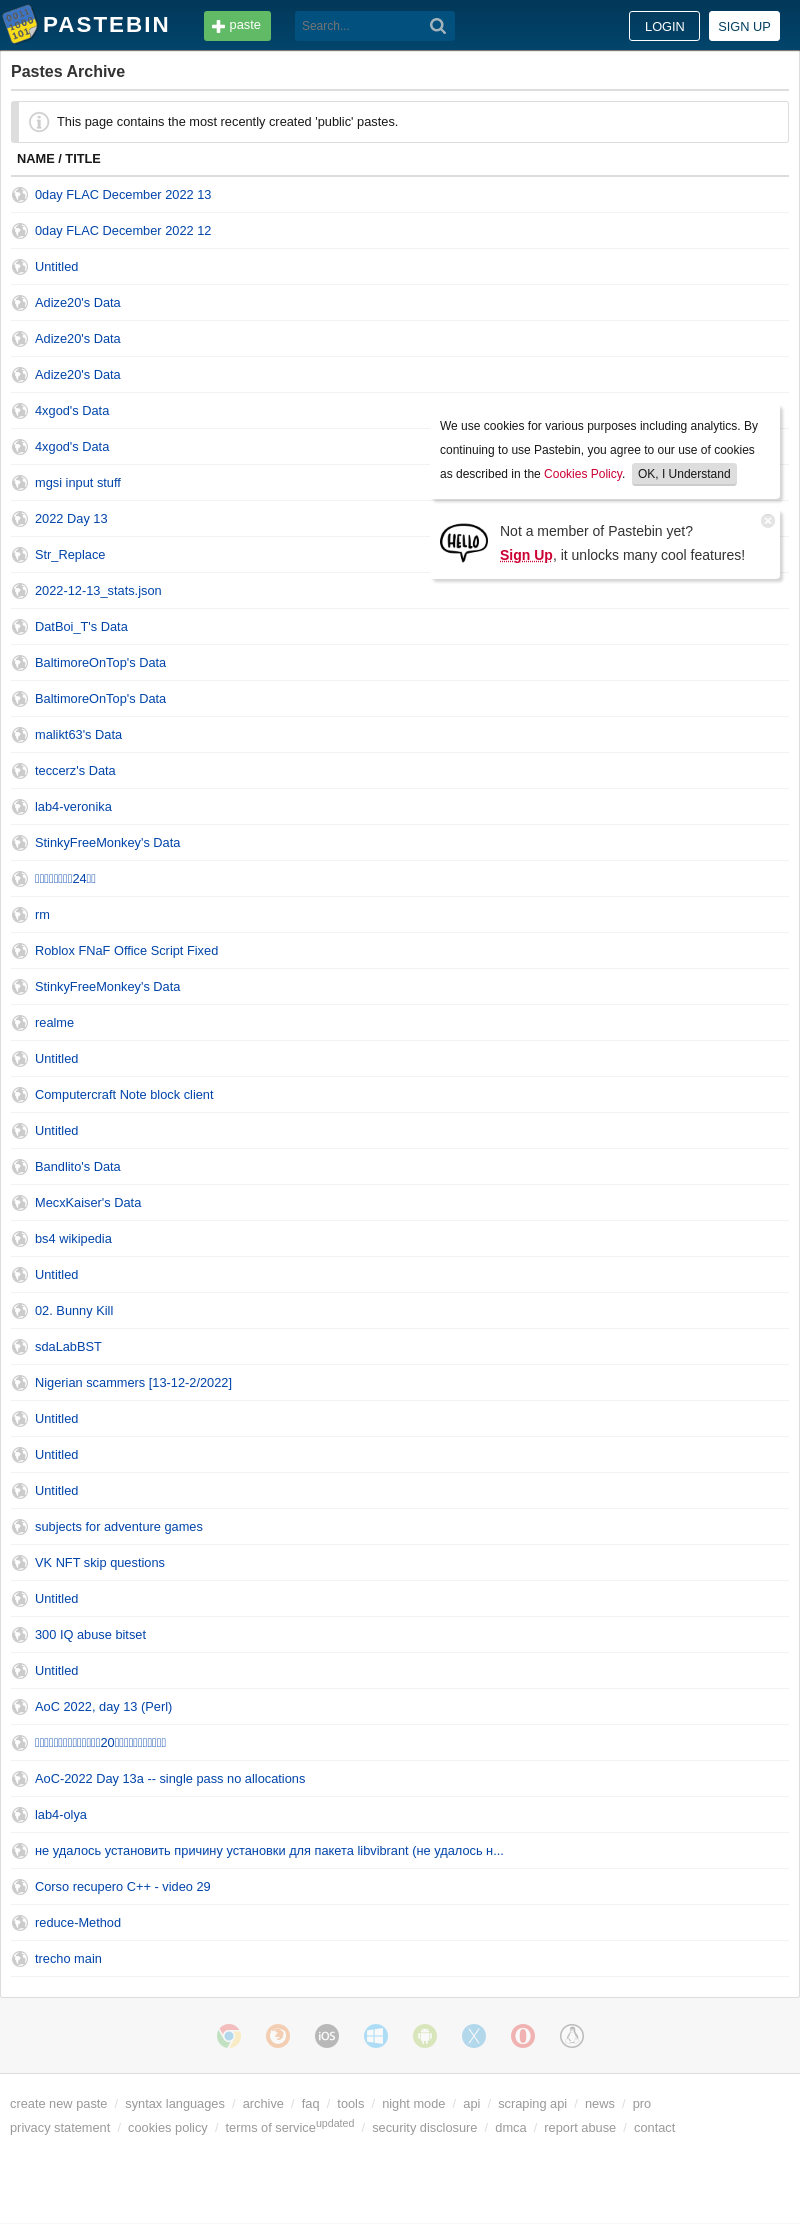 PASTEBIN
paste
Search...
LOGIN
SIGN UP
Pastes Archive
This page contains the most recently created 'public' pastes.
NAME / TITLE
0day FLAC December 2022 13
0day FLAC December 2022 12
Untitled
Adize20's Data
Adize20's Data
Adize20's Data
4xgod's Data
4xgod's Data
mgsi input stuff
2022 Day 13
Str_Replace
2022-12-13_stats.json
We use cookies for various purposes including analytics. By
continuing to use Pastebin, you agree to our use of cookies
as described in the Cookies Policy. OK, I Understand
HELLO
Not a member of Pastebin yet?
Sign Up, it unlocks many cool features!
DatBoi_T's Data
BaltimoreOnTop's Data
BaltimoreOnTop's Data
malikt63's Data
teccerz's Data
lab4-veronika
StinkyFreeMonkey's Data
24
rm
Roblox FNaF Office Script Fixed
StinkyFreeMonkey's Data
realme
Untitled
Computercraft Note block client
Untitled
Bandlito's Data
MecxKaiser's Data
bs4 wikipedia
Untitled
02. Bunny Kill
sdaLabBST
Nigerian scammers [13-12-2/2022]
Untitled
Untitled
Untitled
subjects for adventure games
VK NFT skip questions
Untitled
300 IQ abuse bitset
Untitled
AoC 2022, day 13 (Perl)
20
AoC-2022 Day 13a -- single pass no allocations
lab4-olya
не удалось установить причину установки для пакета libvibrant (не удалось н...
Corso recupero C++ - video 29
reduce-Method
trecho main
iOS
create new paste / syntax languages / archive / faq / tools / night mode / api / scraping api / news / pro
privacy statement / cookies policy / terms of service updated / security disclosure / dmca / report abuse / contact